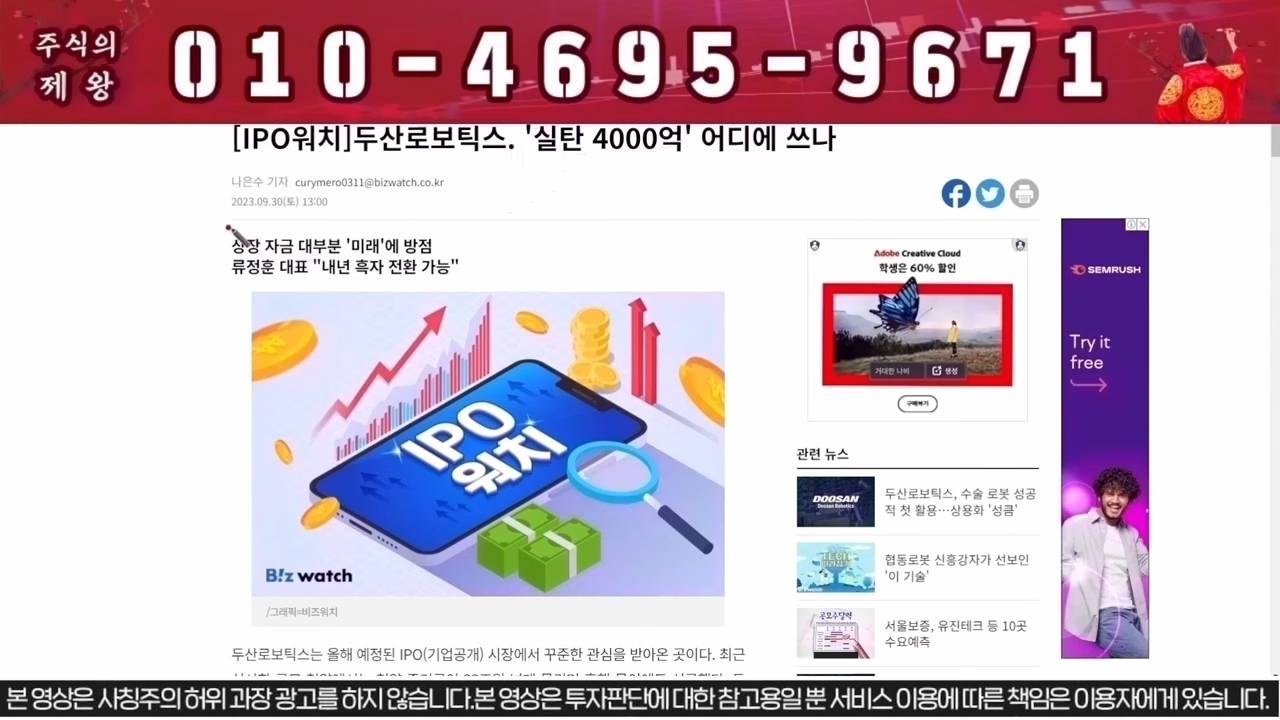 주식의
제 왕
010-4695-9671
[IPO워치]두산로보틱스. '실탄 4000억' 어디에 쓰나
나은수 기자 curymero0311@bizwatch.co.kr
2023.09.30(토) 13:00
상장 자금 대부분 '미래'에 방점
류정훈 대표 "내년 흑자 전환 가능"
IPO
워치
B!z watch
/그래픽=비즈워치
두산로보틱스는 올해 예정된 IPO(기업공개) 시장에서 꾸준한 관심을 받아온 곳이다. 최근
Adobe Creative Cloud
학생은 60% 할인
거대한 나비
생성
구매하기
관련 뉴스
DOOSAN
Doosan Robotics
두산로보틱스, 수술 로봇 성공
적 첫 활용…상용화 '성큼'
TECH
협동로봇 신흥강자가 선보인
'이 기술'
공모주달력
서울보증, 유진테크 등 10곳
수요예측
SEMRUSH
Try it
free
본 영상은 사칭주의 허위 과장 광고를 하지 않습니다.본 영상은 투자판단에 대한 참고용일 뿐 서비스 이용에 따른 책임은 이용자에게 있습니다.